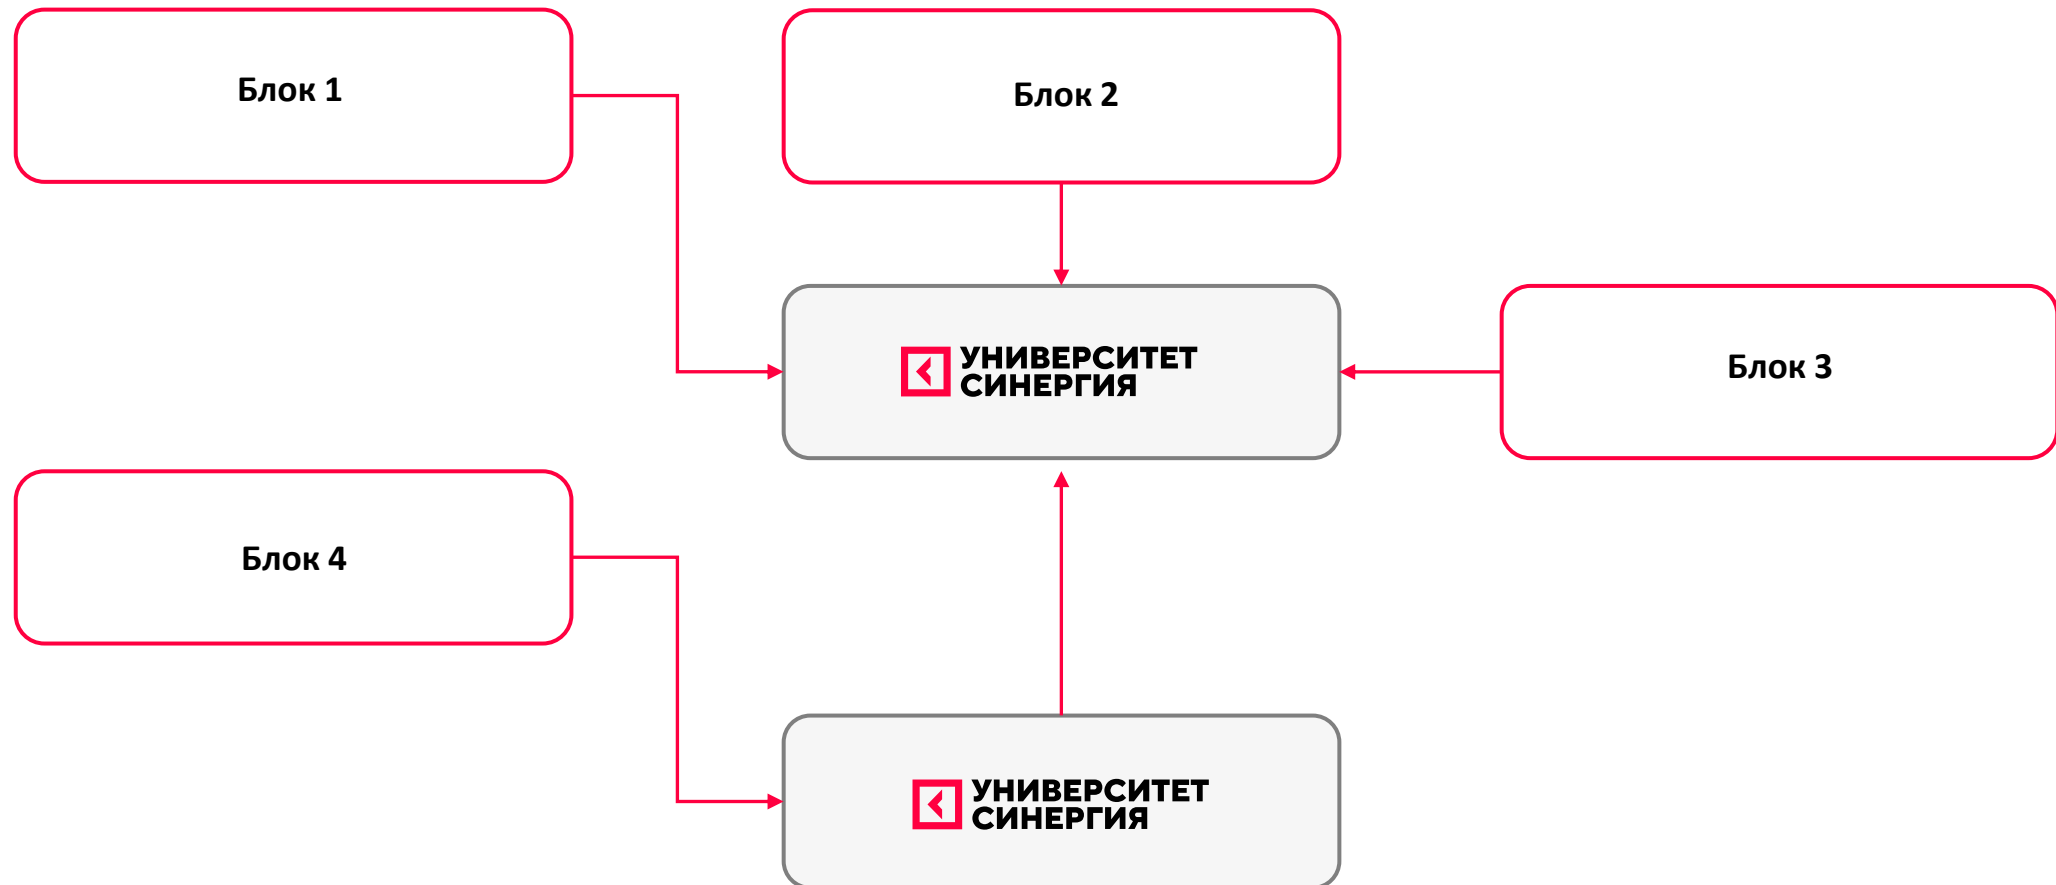 Блок 1
Блок 2
УНИВЕРСИТЕТ
СИНЕРГИЯ
Блок 3
Блок 4
УНИВЕРСИТЕТ
СИНЕРГИЯ